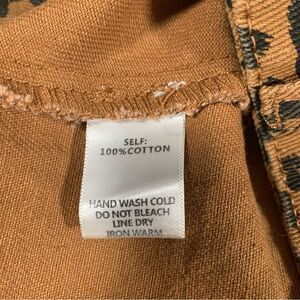 SELF:
100%COTTON
HAND WASH COLD
DO NOT BLEACH
LINE DRY
IRON WARM